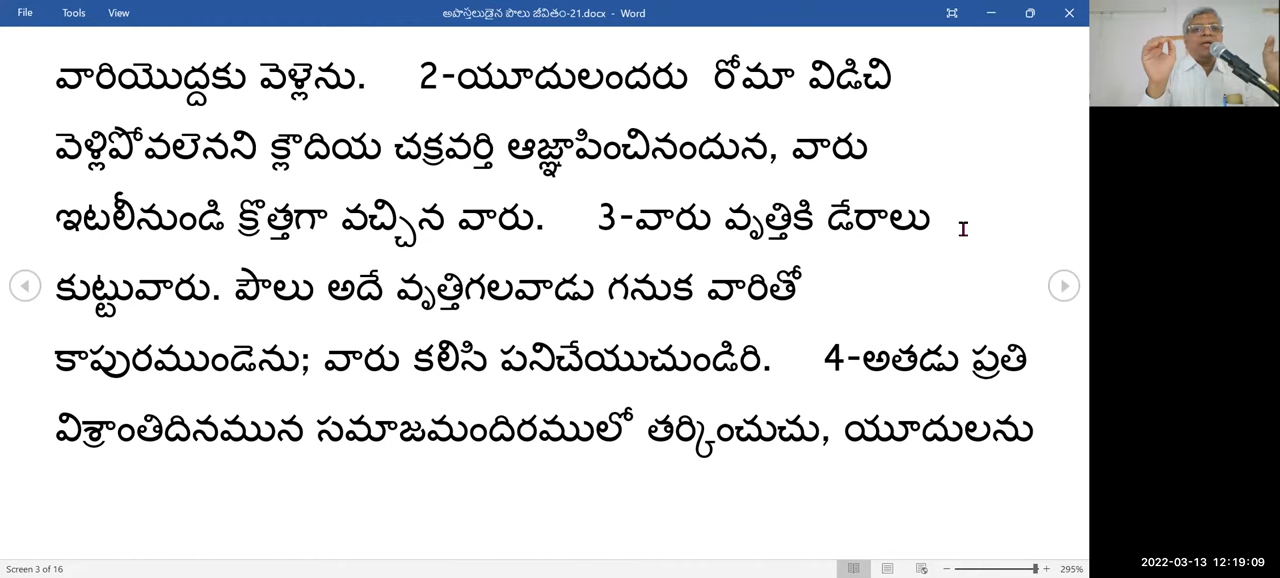 File Tools View అపొస్తలుడైన పౌలు జీవితం-21.docx - Word
వారియొద్దకు వెళ్లెను. 2-యూదులందరు రోమా విడిచి
వెళ్లిపోవలెనని క్లౌదియ చక్రవర్తి ఆజ్ఞాపించినందున, వారు
ఇటలీనుండి క్రొత్తగా వచ్చిన వారు. 3-వారు వృత్తికి డేరాలు
కుట్టువారు. పౌలు అదే వృత్తిగలవాడు గనుక వారితో
కాపురముండెను; వారు కలిసి పనిచేయుచుండిరి. 4-అతడు ప్రతి
విశ్రాంతిదినమున సమాజమందిరములో తర్కించుచు, యూదులను
Screen 3 of 16 295%
2022-03-13 12:19:09